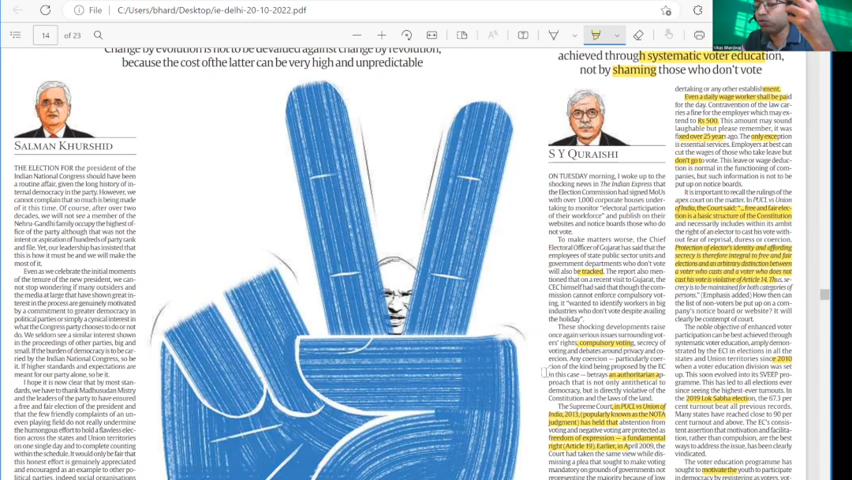 File
C:/Users/bhard/Desktop/ie-delhi-20-10-2022.pdf
14
of 23
Change by evolution is not to be devalued against change by revolution,
because the cost of the latter can be very high and unpredictable
SALMAN KHURSHID
THE ELECTION FOR the president of the
Indian National Congress should have been
a routine affair, given the long history of in-
ternal democracy in the party. However, we
cannot complain that so much is being made
of it this time. Of course, after over two
decades, we will not see a member of the
Nehru-Gandhi family occupy the highest of-
fice of the party although that was not the
intent or aspiration of hundreds of party rank
and file. Yet, our leadership has insisted that
this is how it must be and we will make the
most of it.
Even as we celebrate the initial moments
of the tenure of the new president, we can-
not stop wondering if many outsiders and
the media at large that have shown great in-
terest in the process are genuinely motivated
by a commitment to greater democracy in
political parties or simply a cynical interest in
what the Congress party chooses to do or not
do. We seldom see a similar interest shown
in the proceedings of other parties, big and
small. If the burden of democracy is to be car-
ried by the Indian National Congress, so be
it. If higher standards and expectations are
meant for our party alone, so be it.
I hope it is now clear that by most stan-
dards, we have to thank Madhusudan Mistry
and the leaders of the party to have ensured
a free and fair election of the president and
that the few friendly complaints of an un-
even playing field do not really undermine
the humongous effort to hold a flawless elec-
tion across the states and Union territories
on one single day and to complete counting
within the schedule. It would only be fair that
this honest effort is genuinely appreciated
and encouraged as an example to other po-
litical parties, indeed social organisations
achieved through systematic voter education,
not by shaming those who don't vote
S Y QURAISHI
ON TUESDAY morning, I woke up to the
shocking news in The Indian Express that
the Election Commission had signed MoUs
with over 1,000 corporate houses under-
taking to monitor "electoral participation
of their workforce" and publish on their
websites and notice boards those who do
not vote.
To make matters worse, the Chief
Electoral Officer of Gujarat has said that the
employees of state public sector units and
government departments who don't vote
will also be tracked. The report also men-
tioned that on a recent visit to Gujarat, the
CEC himself had said that though the com-
mission cannot enforce compulsory vot-
ing, it "wanted to identify workers in big
industries who don't vote despite availing
the holiday".
These shocking developments raise
once again serious issues surrounding vot-
ers' rights, compulsory voting, secrecy of
voting and debates around privacy and co-
ercion. Any coercion – particularly coer-
cion of the kind being proposed by the ECI
in this case – betrays an authoritarian ap-
proach that is not only antithetical to
democracy, but is directly violative of the
Constitution and the laws of the land.
The Supreme Court, in PUCL vs Union of
India, 2013, (popularly known as the NOTA
judgment) has held that abstention from
voting and negative voting are protected as
freedom of expression — a fundamental
right (Article 19). Earlier, in April 2009, the
Court had taken the same view while dis-
missing a plea sought to make voting
mandatory on grounds of governments not
representing the majority because of low
dertaking or any other establishment.
Even a daily wage worker shall be paid
for the day. Contravention of the law car-
ries a fine for the employer which may ex-
tend to Rs 500. This amount may sound
laughable but please remember, it was
fixed over 25 years ago. The only exception
is essential services. Employers at best can
cut the wages of those who take leave but
don't go to vote. This leave or wage deduc-
tion is normal in the functioning of com-
panies, but such information is not to be
put up on notice boards.
It is important to recall the rulings of the
apex court on the matter. In PUCL vs Union
of India, the Court said: "...free and fair elec-
tion is a basic structure of the Constitution
and necessarily includes within its ambit
the right of an elector to cast his vote with-
out fear of reprisal, duress or coercion.
Protection of elector's identity and affording
secrecy is therefore integral to free and fair
elections and an arbitrary distinction between
a voter who casts and a voter who does not
cast his vote is violative of Article 14. Thus, se-
crecy is to be maintained for both categories of
persons." (Emphasis added) How then can
the list of non-voters be put up on a com-
pany's notice board or website? It will
clearly be contempt of court.
The noble objective of enhanced voter
participation can be best achieved through
systematic voter education, amply demon-
strated by the ECI in elections in all the
states and Union territories since 2010
when a voter education division was set
up. This soon evolved into its SVEEP pro-
gramme. This has led to all elections ever
since seeing the highest-ever turnouts. In
the 2019 Lok Sabha election, the 67.3 per
cent turnout beat all previous records.
Many states have reached close to 90 per
cent turnout and above. The EC's con-
stant assertion that motivation and facilita-
tion, rather than compulsion, are the best
ways to address the issue, has been clearly
vindicated.
The voter education programme has
sought to motivate the youth to participate
in democracy by registering as voters, vot-